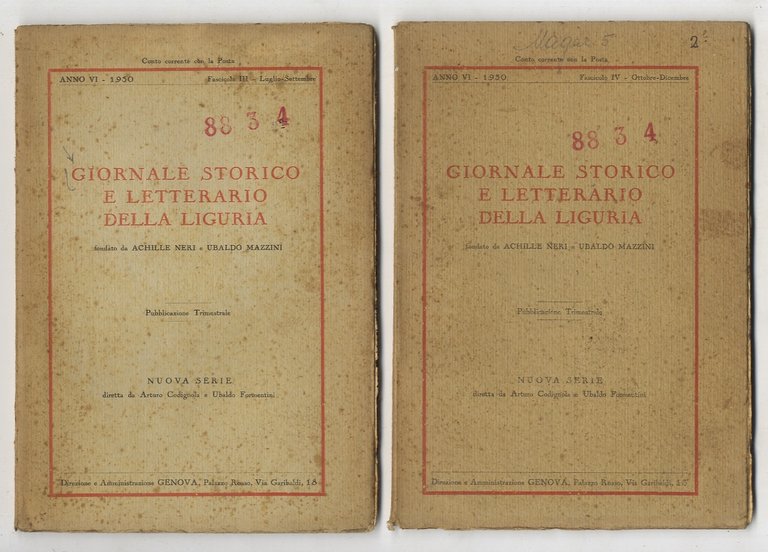 Conto corrente con la Posta
ANNO VI - 1930 Fascicolo III - Luglio-Settembre
88 3 4
GIORNALE STORICO
E LETTERARIO
DELLA LIGURIA
fondato da ACHILLE NERI e UBALDO MAZZINI
Pubblicazione Trimestrale
NUOVA SERIE
diretta da Arturo Codignola e Ubaldo Formentini
Direzione e Amministrazione GENOVA, Palazzo Rosso, Via Garibaldi, 18
2ª
Conto corrente con la Posta
ANNO VI - 1930 Fascicolo IV - Ottobre-Dicembre
88 3 4
GIORNALE STORICO
E LETTERARIO
DELLA LIGURIA
fondato da ACHILLE NERI e UBALDO MAZZINI
Pubblicazione Trimestrale
NUOVA SERIE
diretta da Arturo Codignola e Ubaldo Formentini
Direzione e Amministrazione GENOVA, Palazzo Rosso, Via Garibaldi, 18